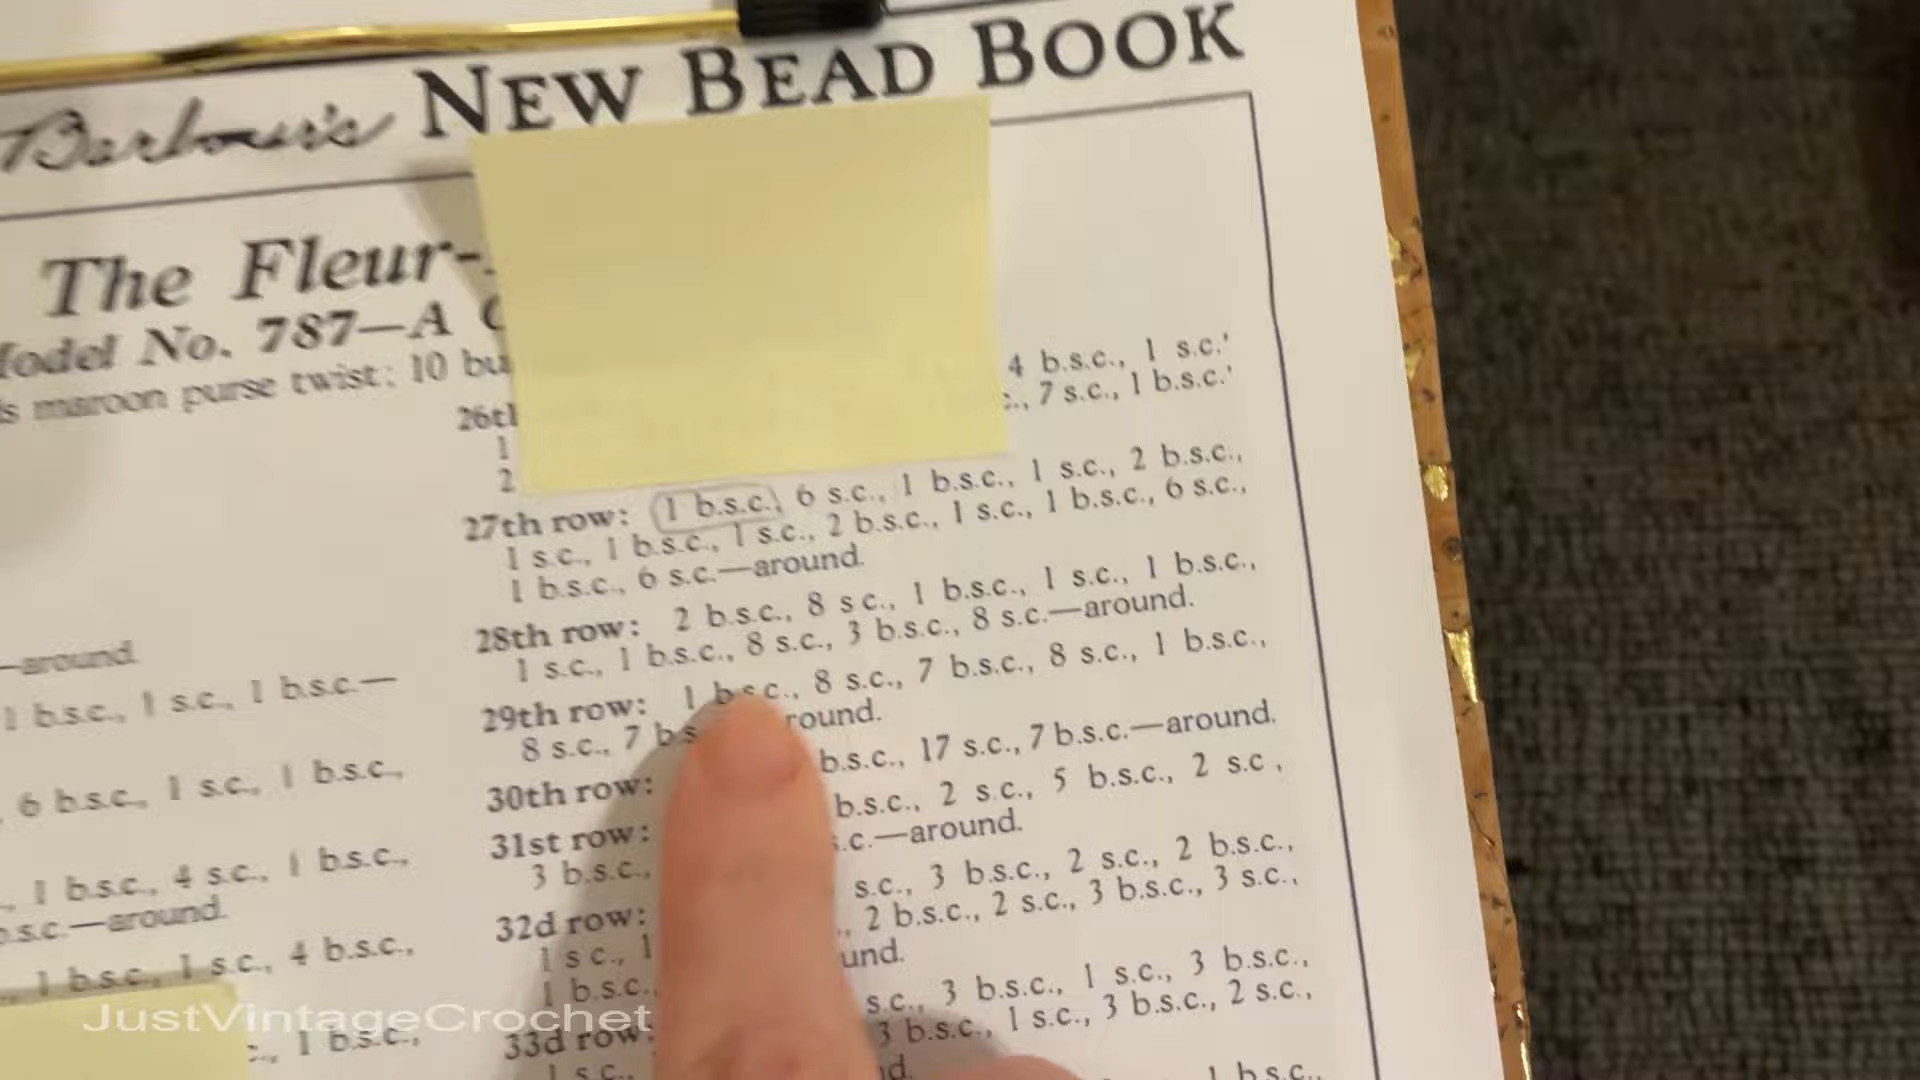 Barbour's NEW BEAD BOOK
The Fleur-
Model No. 787—A
maroon purse twist; 10 bu
—around.
1 b.s.c., 1 s.c., 1 b.s.c.—
6 b.s.c., 1 s.c., 1 b.s.c.,
1 b.s.c., 4 s.c., 1 b.s.c.,
b.s.c.—around.
1 b.s.c., 1 s.c., 4 b.s.c.,
1 b.s.c.,
4 b.s.c., 1 s.c.'
7 s.c., 1 b.s.c.'
26th
1
2
27th row: 1 b.s.c., 6 s.c., 1 b.s.c., 1 s.c., 2 b.s.c.,
1 s.c., 1 b.s.c., 1 s.c., 2 b.s.c., 1 s.c., 1 b.s.c., 6 s.c.,
1 b.s.c., 6 s.c.—around.
28th row: 2 b.s.c., 8 s c., 1 b.s.c., 1 s.c., 1 b.s.c.,
1 s.c., 1 b.s.c., 8 s.c., 3 b.s.c., 8 s.c.—around.
29th row: 1 b.s.c., 8 s.c., 7 b.s.c., 8 s.c., 1 b.s.c.,
8 s.c., 7 b.s round.
30th row: b.s.c., 17 s.c., 7 b.s.c.—around.
31st row: b.s.c., 2 s.c., 5 b.s.c., 2 s.c ,
3 b.s.c., s.c.—around.
32d row: s.c., 3 b.s.c., 2 s.c., 2 b.s.c.,
1 s c., 1 2 b.s.c., 2 s.c., 3 b.s.c., 3 s.c.,
1 b.s.c., und.
33d row: s.c., 3 b.s.c., 1 s.c., 3 b.s.c.,
1 s.c., 3 b.s.c., 1 s.c., 3 b.s.c., 2 s.c.,
d.
1 b.s.c.,
JustVintageCrochet